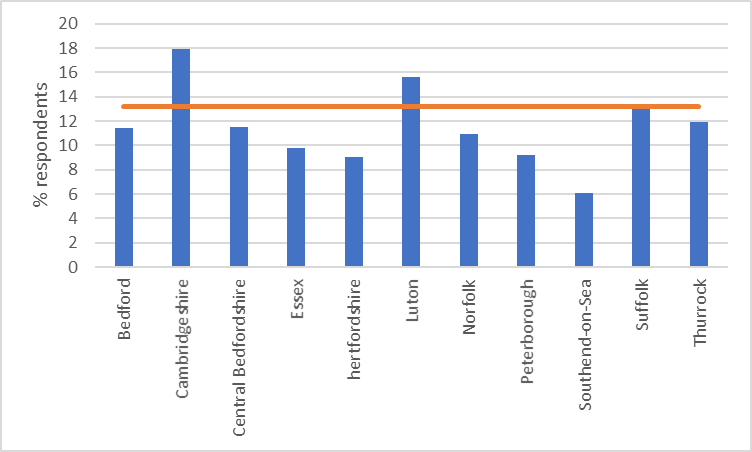 20
18
16
14
12
10
8
6
4
2
0
% respondents
Bedford
Cambridgeshire
Central Bedfordshire
Essex
hertfordshire
Luton
Norfolk
Peterborough
Southend-on-Sea
Suffolk
Thurrock